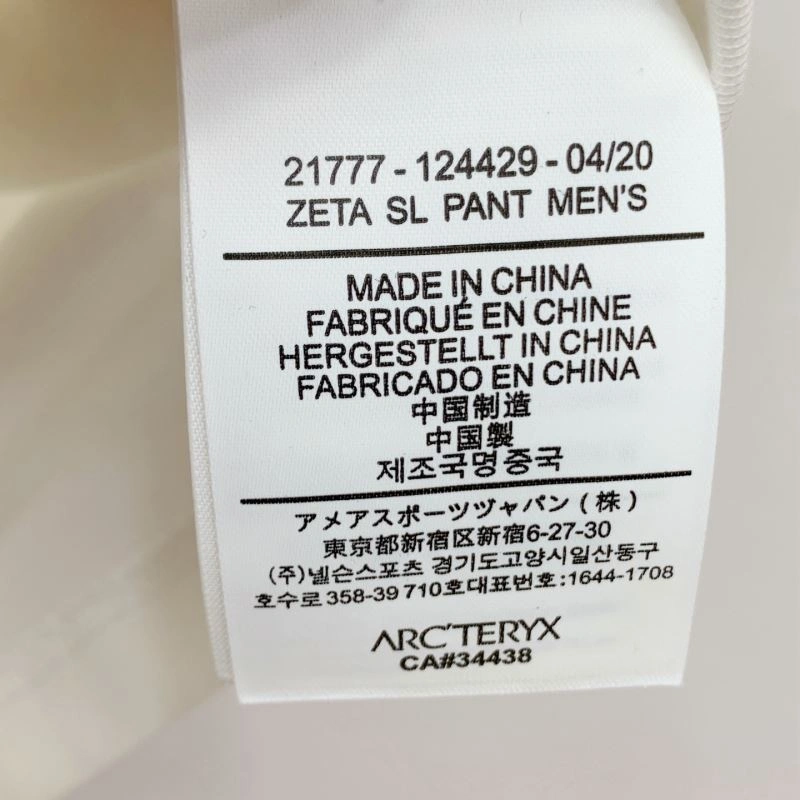 21777 - 124429 - 04/20
ZETA SL PANT MEN'S
MADE IN CHINA
FABRIQUÉ EN CHINE
HERGESTELLT IN CHINA
FABRICADO EN CHINA
中国制造
中国製
제조국명중국
アメアスポーツヅャパン (株)
東京都新宿区新宿6-27-30
(주)넬슨스포츠 경기도고양시일산동구
호수로358-39 710호대표번호:1644-1708
ARC'TERYX
CA#34438